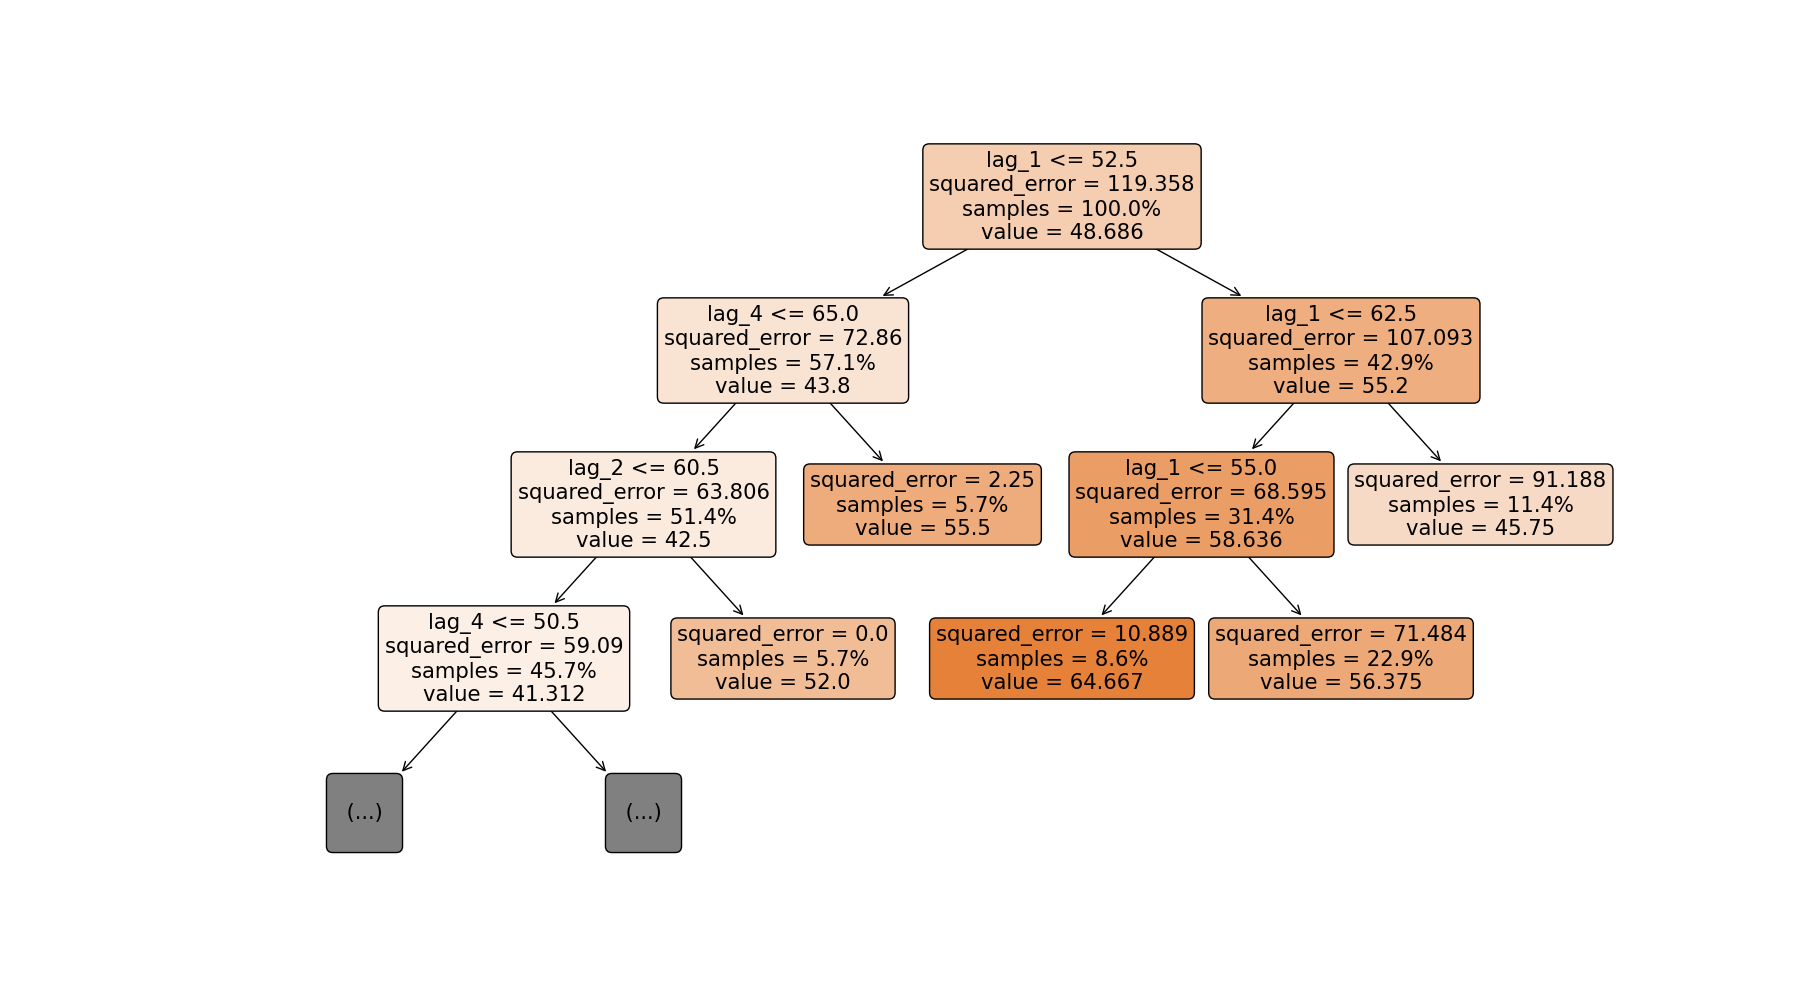 lag_1 <= 52.5
squared_error = 119.358
samples = 100.0%
value = 48.686
lag_4 <= 65.0
squared_error = 72.86
samples = 57.1%
value = 43.8
lag_1 <= 62.5
squared_error = 107.093
samples = 42.9%
value = 55.2
lag_2 <= 60.5
squared_error = 63.806
samples = 51.4%
value = 42.5
squared_error = 2.25
samples = 5.7%
value = 55.5
lag_1 <= 55.0
squared_error = 68.595
samples = 31.4%
value = 58.636
squared_error = 91.188
samples = 11.4%
value = 45.75
lag_4 <= 50.5
squared_error = 59.09
samples = 45.7%
value = 41.312
squared_error = 0.0
samples = 5.7%
value = 52.0
squared_error = 10.889
samples = 8.6%
value = 64.667
squared_error = 71.484
samples = 22.9%
value = 56.375
(...)
(...)